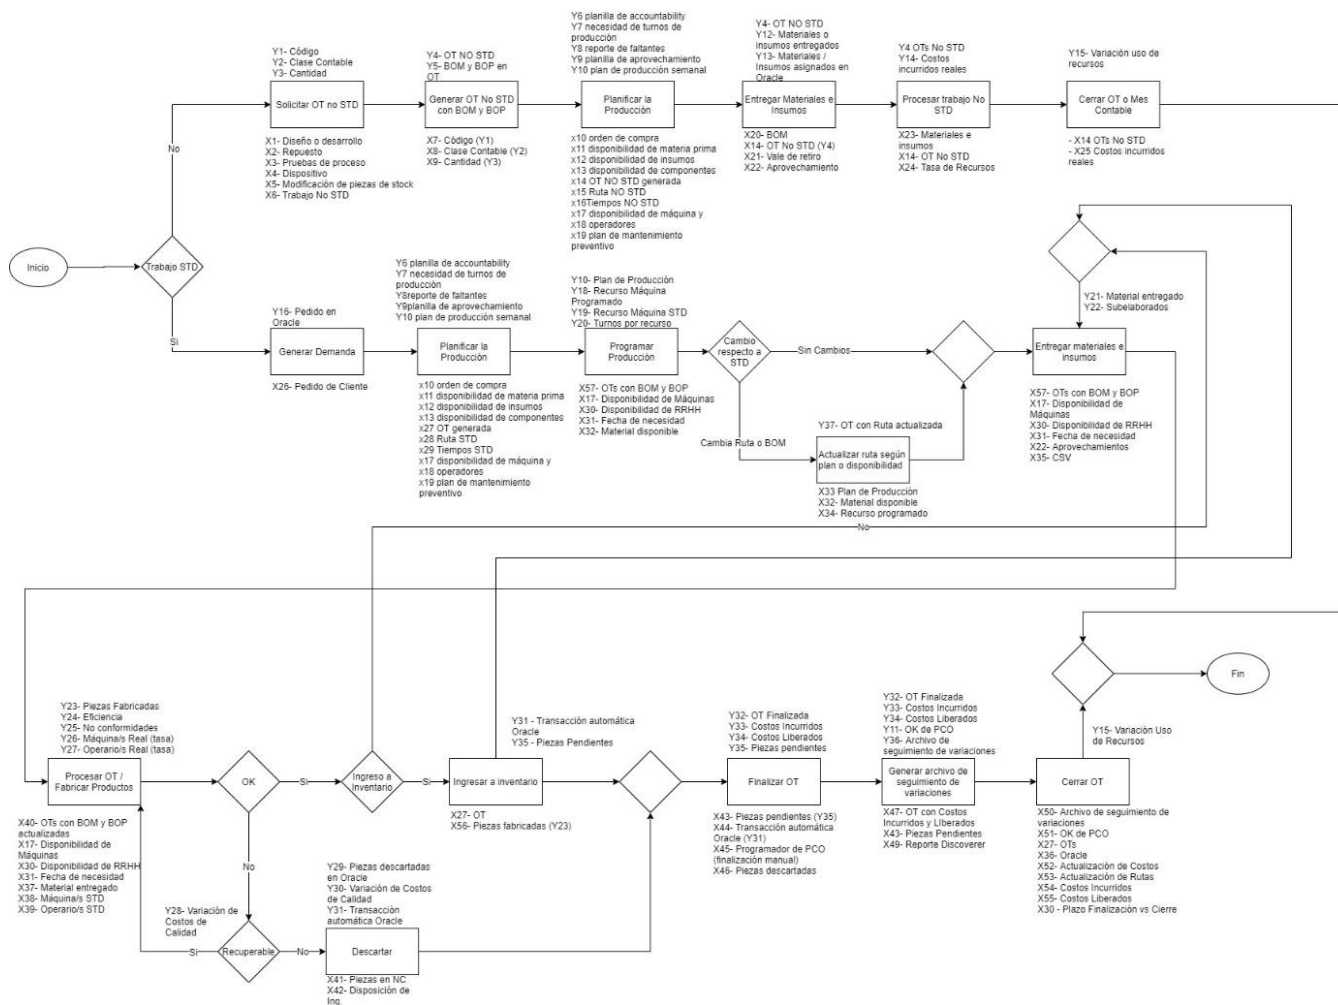 Y1- Código
Y2- Clase Contable
Y3- Cantidad
Solicitar OT no STD
X1- Diseño o desarrollo
X2- Repuesto
X3- Pruebas de proceso
X4- Dispositivo
X5- Modificación de piezas de stock
X6- Trabajo No STD
Y4- OT NO STD
Y5- BOM y BOP en
OT
Generar OT No STD
con BOM y BOP
X7- Código (Y1)
X8- Clase Contable (Y2)
X9- Cantidad (Y3)
Y6 planilla de accountability
Y7 necesidad de turnos de
producción
Y8 reporte de faltantes
Y9 planilla de aprovechamiento
Y10 plan de producción semanal
Planificar la
Producción
x10 orden de compra
x11 disponibilidad de materia prima
x12 disponibilidad de insumos
x13 disponibilidad de componentes
x14 OT NO STD generada
x15 Ruta NO STD
x16Tiempos NO STD
x17 disponibilidad de máquina y
x18 operadores
x19 plan de mantenimiento
preventivo
Y4- OT NO STD
Y12- Materiales o
insumos entregados
Y13- Materiales /
Insumos asignados en
Oracle
Entregar Materiales e
Insumos
X20- BOM
X14- OT No STD (Y4)
X21- Vale de retiro
X22- Aprovechamiento
Y4 OTs No STD
Y14- Costos
incurridos reales
Procesar trabajo No
STD
X23- Materiales e
insumos
X14- OT No STD
X24- Tasa de Recursos
Y15- Variación uso de
recursos
Cerrar OT o Mes
Contable
- X14 OTs No STD
- X25 Costos incurridos
reales
No
Inicio
Trabajo STD
Si
Y16- Pedido en
Oracle
Generar Demanda
X26- Pedido de Cliente
Y6 planilla de accountability
Y7 necesidad de turnos de
producción
Y8reporte de faltantes
Y9planilla de aprovechamiento
Y10 plan de producción semanal
Planificar la
Producción
x10 orden de compra
x11 disponibilidad de materia prima
x12 disponibilidad de insumos
x13 disponibilidad de componentes
x27 OT generada
x28 Ruta STD
x29 Tiempos STD
x17 disponibilidad de máquina y
x18 operadores
x19 plan de mantenimiento
preventivo
Y10- Plan de Producción
Y18- Recurso Máquina
Programado
Y19- Recurso Máquina STD
Y20- Turnos por recurso
Programar
Producción
X57- OTs con BOM y BOP
X17- Disponibilidad de Máquinas
X30- Disponibilidad de RRHH
X31- Fecha de necesidad
X32- Material disponible
Cambio
respecto a
STD
Sin Cambios
Cambia Ruta o BOM
Y37- OT con Ruta actualizada
Actualizar ruta según
plan o disponibilidad
X33 Plan de Producción
X32- Material disponible
X34- Recurso programado
Y21- Material entregado
Y22- Subelaborados
Entregar materiales e
insumos
X57- OTs con BOM y BOP
X17- Disponibilidad de
Máquinas
X30- Disponibilidad de RRHH
X31- Fecha de necesidad
X22- Aprovechamientos
X35- CSV
No
Y23- Piezas Fabricadas
Y24- Eficiencia
Y25- No conformidades
Y26- Máquina/s Real (tasa)
Y27- Operario/s Real (tasa)
Procesar OT /
Fabricar Productos
X40- OTs con BOM y BOP
actualizadas
X17- Disponibilidad de
Máquinas
X30- Disponibilidad de RRHH
X31- Fecha de necesidad
X37- Material entregado
X38- Máquina/s STD
X39- Operario/s STD
OK
Si
Ingreso a
Inventario
Si
Y31 - Transacción automática
Oracle
Y35 - Piezas Pendientes
Ingresar a inventario
X27- OT
X56- Piezas fabricadas (Y23)
No
Y28- Variación de
Costos de
Calidad
Si
Recuperable
No
Y29- Piezas descartadas
en Oracle
Y30- Variación de Costos
de Calidad
Y31- Transacción
automática Oracle
Descartar
X41- Piezas en NC
X42- Disposición de
Ing.
Y32- OT Finalizada
Y33- Costos Incurridos
Y34- Costos Liberados
Y35- Piezas pendientes
Finalizar OT
X43- Piezas pendientes (Y35)
X44- Transacción automática
Oracle (Y31)
X45- Programador de PCO
(finalización manual)
X46- Piezas descartadas
Y32- OT Finalizada
Y33- Costos Incurridos
Y34- Costos Liberados
Y11- OK de PCO
Y36- Archivo de
seguimiento de variaciones
Generar archivo de
seguimiento de
variaciones
X47- OT con Costos
Incurridos y LIberados
X43- Piezas Pendientes
X49- Reporte Discoverer
Y15- Variación Uso
de Recursos
Cerrar OT
X50- Archivo de seguimiento de
variaciones
X51- OK de PCO
X27- OTs
X36- Oracle
X52- Actualización de Costos
X53- Actualización de Rutas
X54- Costos Incurridos
X55- Costos Liberados
X30 - Plazo Finalización vs Cierre
Fin